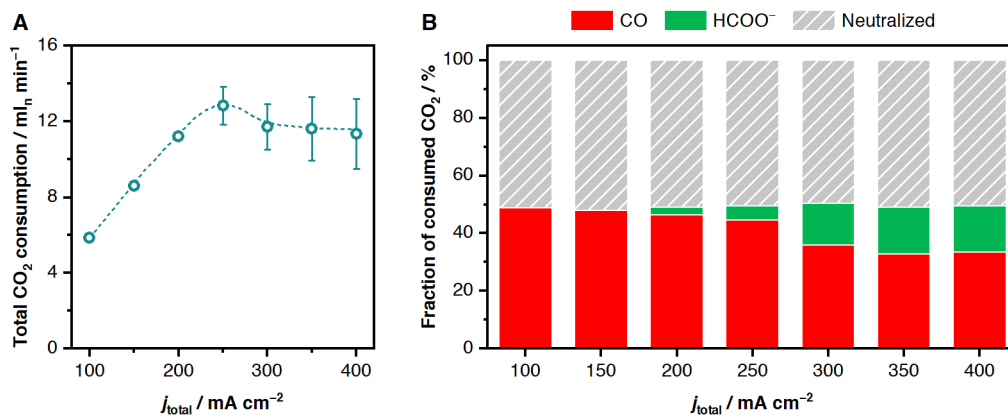 A
Total CO₂ consumption / mlₙ min⁻¹
16
12
8
4
0
100
200
300
400
j_total / mA cm⁻²
B
CO
HCOO⁻
Neutralized
Fraction of consumed CO₂ / %
100
80
60
40
20
0
100
150
200
250
300
350
400
j_total / mA cm⁻²